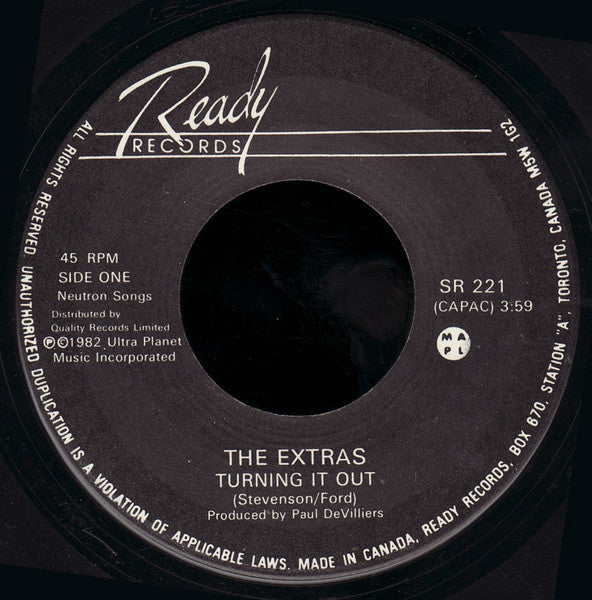 Ready
RECORDS
45 RPM
SIDE ONE
Neutron Songs
Distributed by
Quality Records Limited
Ⓟ©1982 Ultra Planet
Music Incorporated
SR 221
(CAPAC) 3:59
M A
P L
THE EXTRAS
TURNING IT OUT
(Stevenson/Ford)
Produced by Paul DeVilliers
ALL RIGHTS RESERVED. UNAUTHORIZED DUPLICATION IS A VIOLATION OF APPLICABLE LAWS. MADE IN CANADA, READY RECORDS, BOX 670, STATION "A", TORONTO, CANADA M5W 1G2